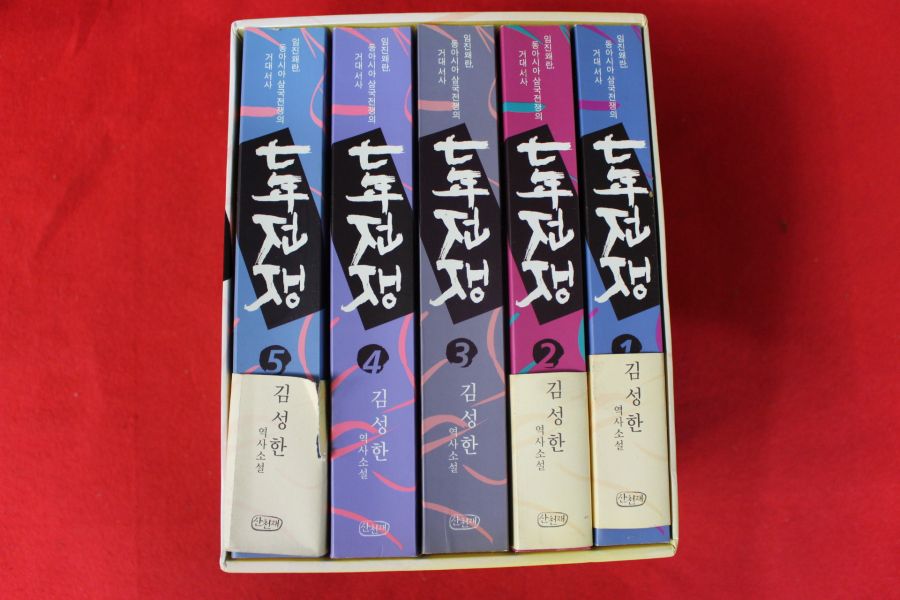 임진왜란,
동아시아 삼국전쟁의
거대 서사
七年전쟁
5
김성한
역사소설
산천재
임진왜란,
동아시아 삼국전쟁의
거대 서사
七年전쟁
4
김성한
역사소설
산천재
임진왜란,
동아시아 삼국전쟁의
거대 서사
七年전쟁
3
김성한
역사소설
산천재
임진왜란,
동아시아 삼국전쟁의
거대 서사
七年전쟁
2
김성한
역사소설
산천재
임진왜란,
동아시아 삼국전쟁의
거대 서사
七年전쟁
1
김성한
역사소설
산천재